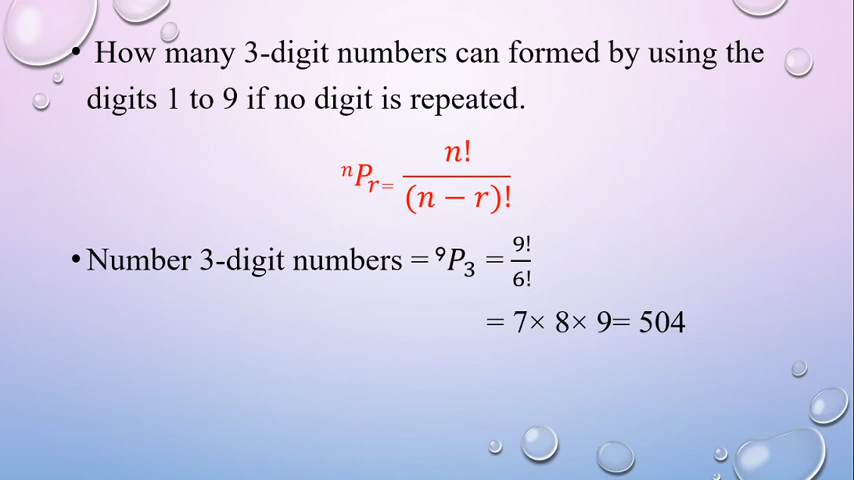 • How many 3-digit numbers can formed by using the
digits 1 to 9 if no digit is repeated.
ⁿPᵣ₌ n!/(n − r)!
• Number 3-digit numbers = ⁹P₃ = 9!/6!
= 7× 8× 9= 504